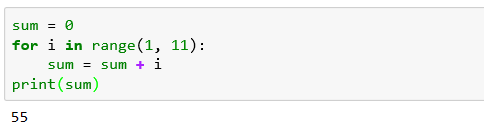 sum = 0
for i in range(1, 11):
    sum = sum + i
print(sum)
55